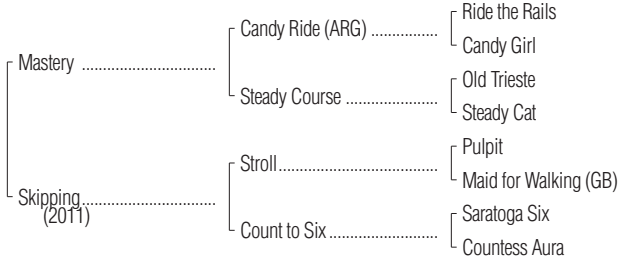 Ride the Rails
Candy Ride (ARG) ................
Candy Girl
Mastery ................................
Old Trieste
Steady Course ......................
Steady Cat
Pulpit
Stroll......................................
Maid for Walking (GB)
Skipping................................
(2011)
Saratoga Six
Count to Six ..........................
Countess Aura